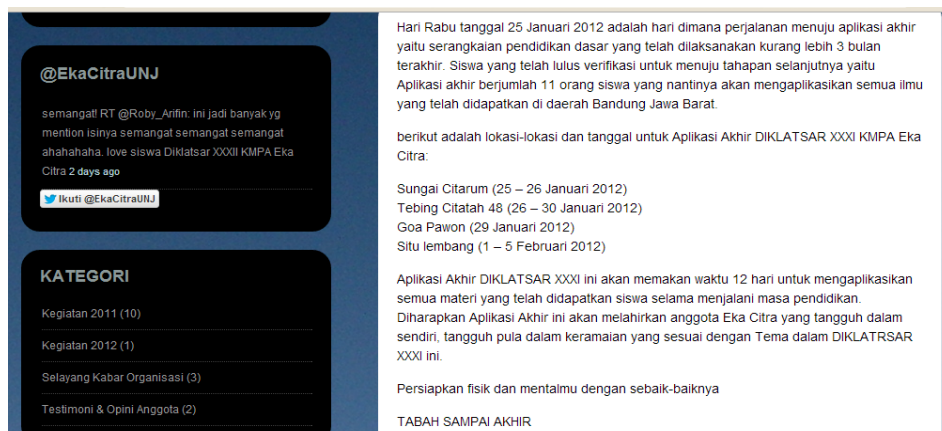 @EkaCitraUNJ
semangat! RT @Roby_Arifin: ini jadi banyak yg
mention isinya semangat semangat semangat
ahahahaha. love siswa Diklatsar XXXII KMPA Eka
Citra 2 days ago
Ikuti @EkaCitraUNJ
KATEGORI
Kegiatan 2011 (10)
Kegiatan 2012 (1)
Selayang Kabar Organisasi (3)
Testimoni & Opini Anggota (2)
Hari Rabu tanggal 25 Januari 2012 adalah hari dimana perjalanan menuju aplikasi akhir
yaitu serangkaian pendidikan dasar yang telah dilaksanakan kurang lebih 3 bulan
terakhir. Siswa yang telah lulus verifikasi untuk menuju tahapan selanjutnya yaitu
Aplikasi akhir berjumlah 11 orang siswa yang nantinya akan mengaplikasikan semua ilmu
yang telah didapatkan di daerah Bandung Jawa Barat.
berikut adalah lokasi-lokasi dan tanggal untuk Aplikasi Akhir DIKLATSAR XXXI KMPA Eka
Citra:
Sungai Citarum (25 – 26 Januari 2012)
Tebing Citatah 48 (26 – 30 Januari 2012)
Goa Pawon (29 Januari 2012)
Situ lembang (1 – 5 Februari 2012)
Aplikasi Akhir DIKLATSAR XXXI ini akan memakan waktu 12 hari untuk mengaplikasikan
semua materi yang telah didapatkan siswa selama menjalani masa pendidikan.
Diharapkan Aplikasi Akhir ini akan melahirkan anggota Eka Citra yang tangguh dalam
sendiri, tangguh pula dalam keramaian yang sesuai dengan Tema dalam DIKLATRSAR
XXXI ini.
Persiapkan fisik dan mentalmu dengan sebaik-baiknya
TABAH SAMPAI AKHIR